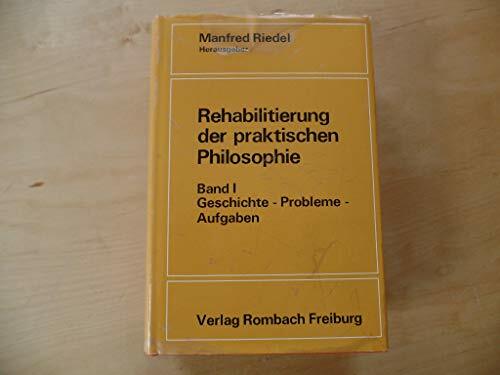 Manfred Riedel
Herausgeber
Rehabilitierung
der praktischen
Philosophie
Band I
Geschichte - Probleme -
Aufgaben
Verlag Rombach Freiburg